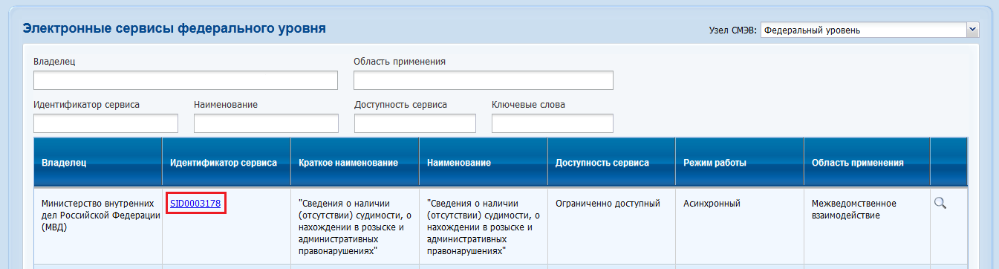 Электронные сервисы федерального уровня
Узел СМЭВ: Федеральный уровень
Владелец Область применения
Идентификатор сервиса Наименование Доступность сервиса Ключевые слова
Владелец Идентификатор сервиса Краткое наименование Наименование Доступность сервиса Режим работы Область применения
Министерство внутренних
дел Российской Федерации
(МВД)
SID0003178
"Сведения о наличии
(отсутствии) судимости, о
нахождении в розыске и
административных
правонарушениях"
"Сведения о наличии
(отсутствии) судимости, о
нахождении в розыске и
административных
правонарушениях"
Ограниченно доступный
Асинхронный
Межведомственное
взаимодействие